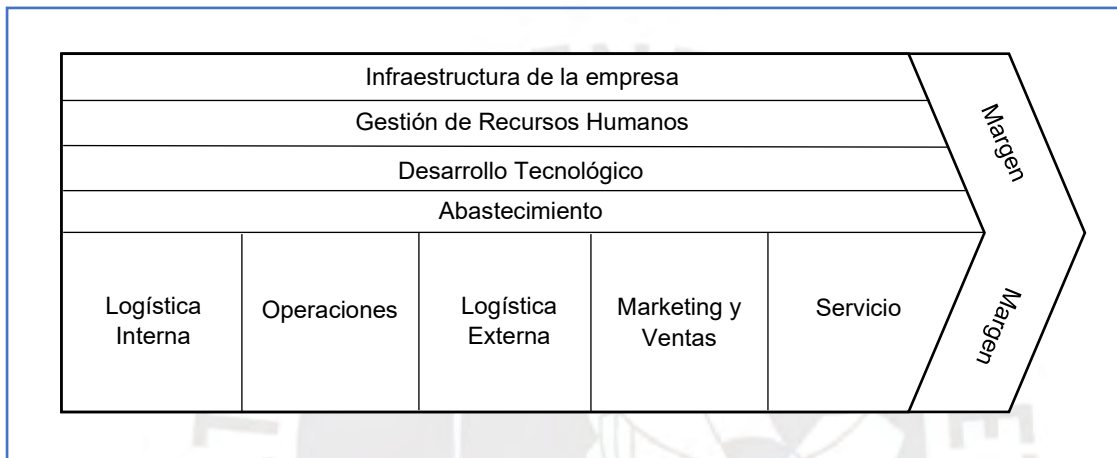 Infraestructura de la empresa
Gestión de Recursos Humanos
Desarrollo Tecnológico
Abastecimiento
Logística
Interna
Operaciones
Logística
Externa
Marketing y
Ventas
Servicio
Margen
Margen